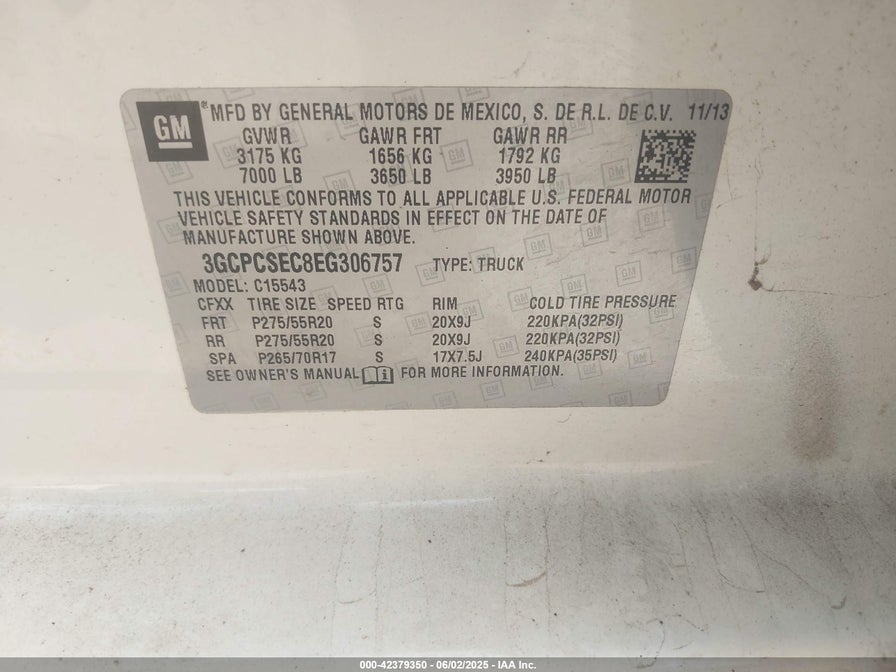 GM ® MFD BY GENERAL MOTORS DE MEXICO, S. DE R.L. DE C.V. 11/13
GVWR GAWR FRT GAWR RR
3175 KG 1656 KG 1792 KG
7000 LB 3650 LB 3950 LB
THIS VEHICLE CONFORMS TO ALL APPLICABLE U.S. FEDERAL MOTOR
VEHICLE SAFETY STANDARDS IN EFFECT ON THE DATE OF
MANUFACTURE SHOWN ABOVE.
3GCPCSEC8EG306757 TYPE: TRUCK
MODEL: C15543
CFXX TIRE SIZE SPEED RTG RIM COLD TIRE PRESSURE
FRT P275/55R20 S 20X9J 220KPA(32PSI)
RR P275/55R20 S 20X9J 220KPA(32PSI)
SPA P265/70R17 S 17X7.5J 240KPA(35PSI)
SEE OWNER'S MANUAL i FOR MORE INFORMATION.
000-42379350 - 06/02/2025 - IAA Inc.